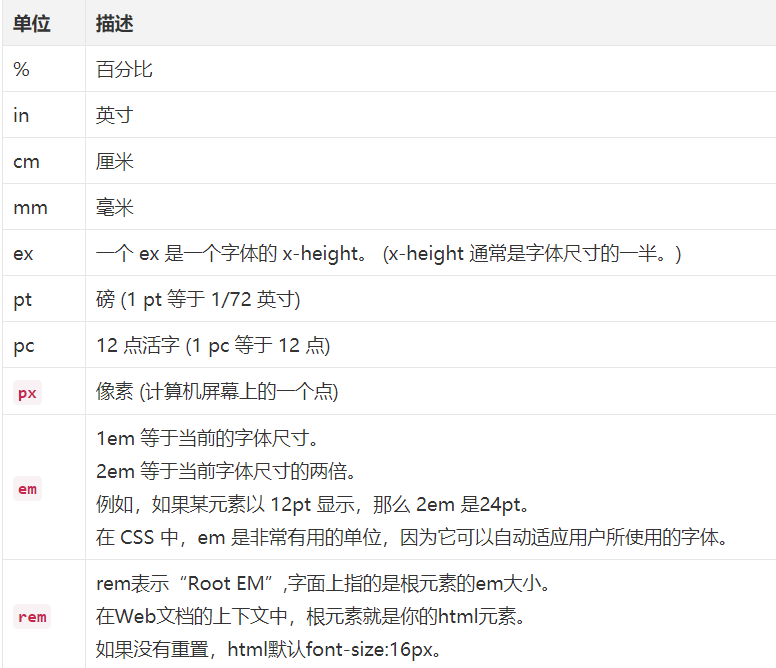 单位 描述
% 百分比
in 英寸
cm 厘米
mm 毫米
ex 一个 ex 是一个字体的 x-height。 (x-height 通常是字体尺寸的一半。)
pt 磅 (1 pt 等于 1/72 英寸)
pc 12 点活字 (1 pc 等于 12 点)
px 像素 (计算机屏幕上的一个点)
1em 等于当前的字体尺寸。
2em 等于当前字体尺寸的两倍。
em 例如，如果某元素以 12pt 显示，那么 2em 是24pt。
在 CSS 中，em 是非常有用的单位，因为它可以自动适应用户所使用的字体。
rem表示“Root EM”,字面上指的是根元素的em大小。
rem 在Web文档的上下文中，根元素就是你的html元素。
如果没有重置，html默认font-size:16px。